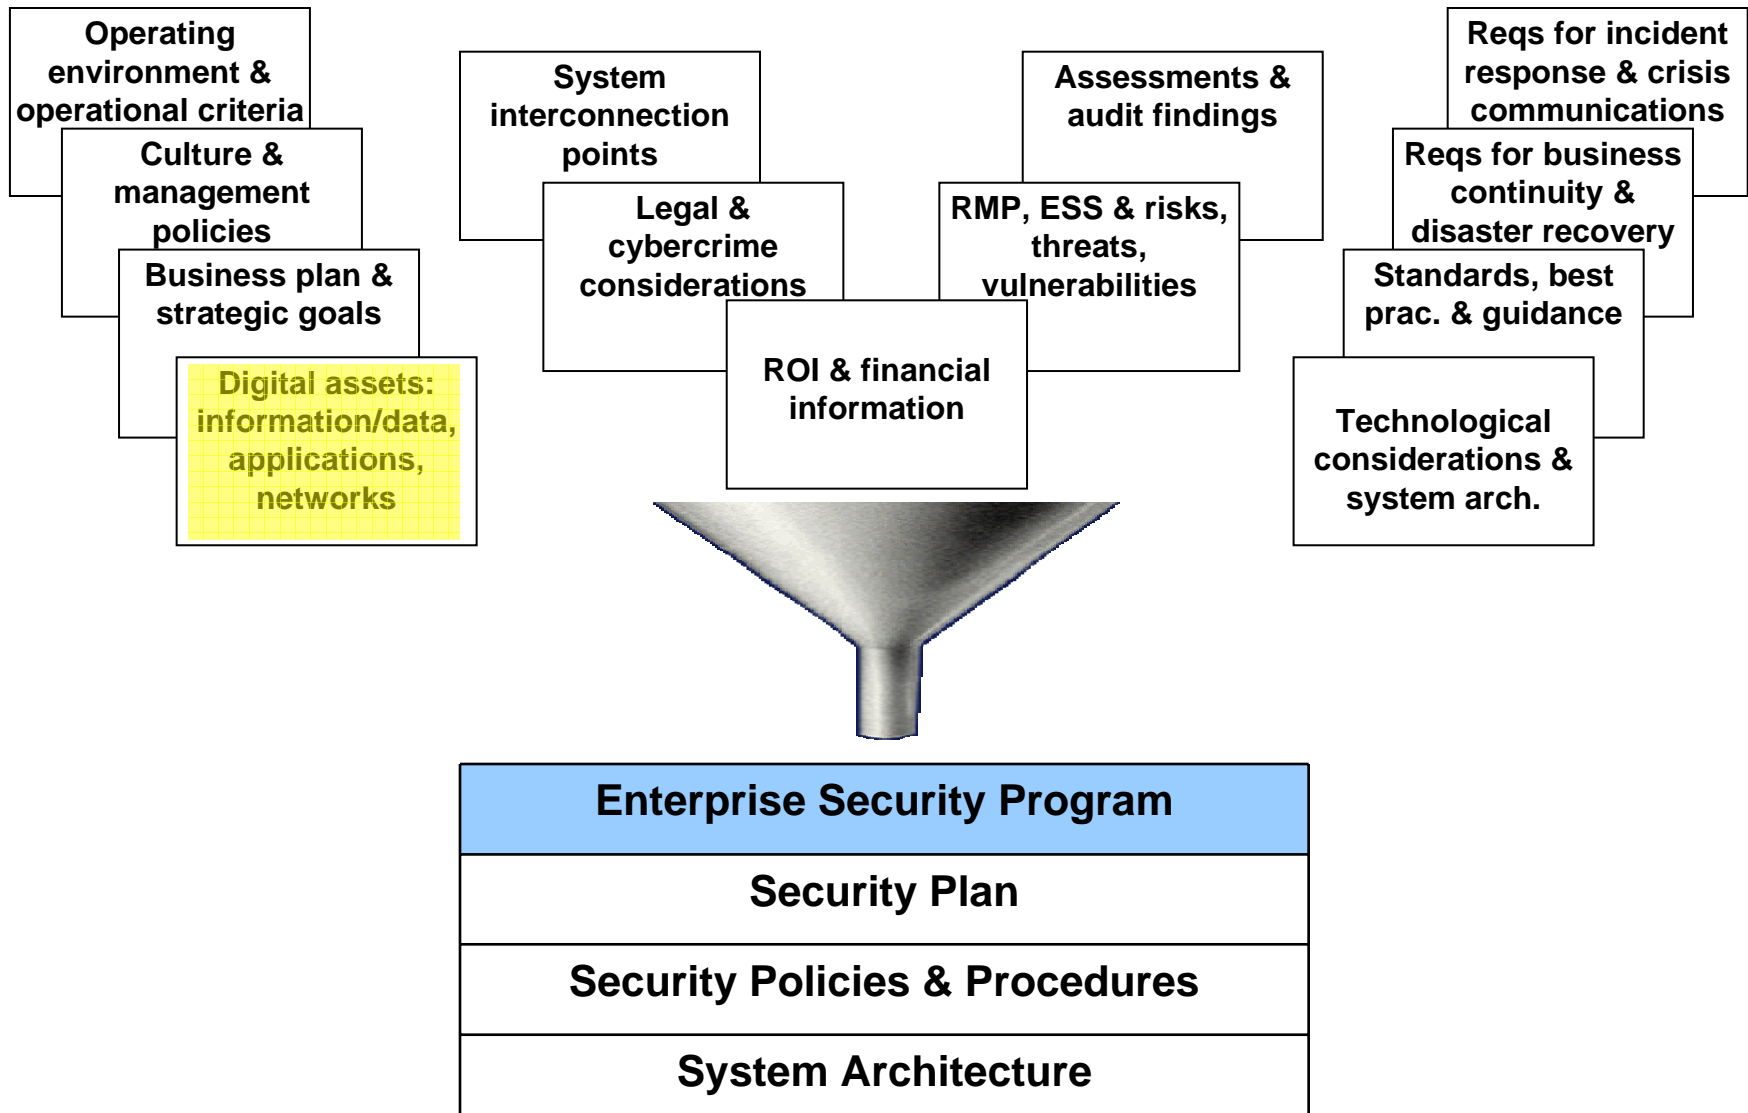 Operating
environment &
operational criteria
Culture &
management
policies
Business plan &
strategic goals
Digital assets:
information/data,
applications,
networks
System
interconnection
points
Legal &
cybercrime
considerations
ROI & financial
information
Assessments &
audit findings
RMP, ESS & risks,
threats,
vulnerabilities
Reqs for incident
response & crisis
communications
Reqs for business
continuity &
disaster recovery
Standards, best
prac. & guidance
Technological
considerations &
system arch.
Enterprise Security Program
Security Plan
Security Policies & Procedures
System Architecture